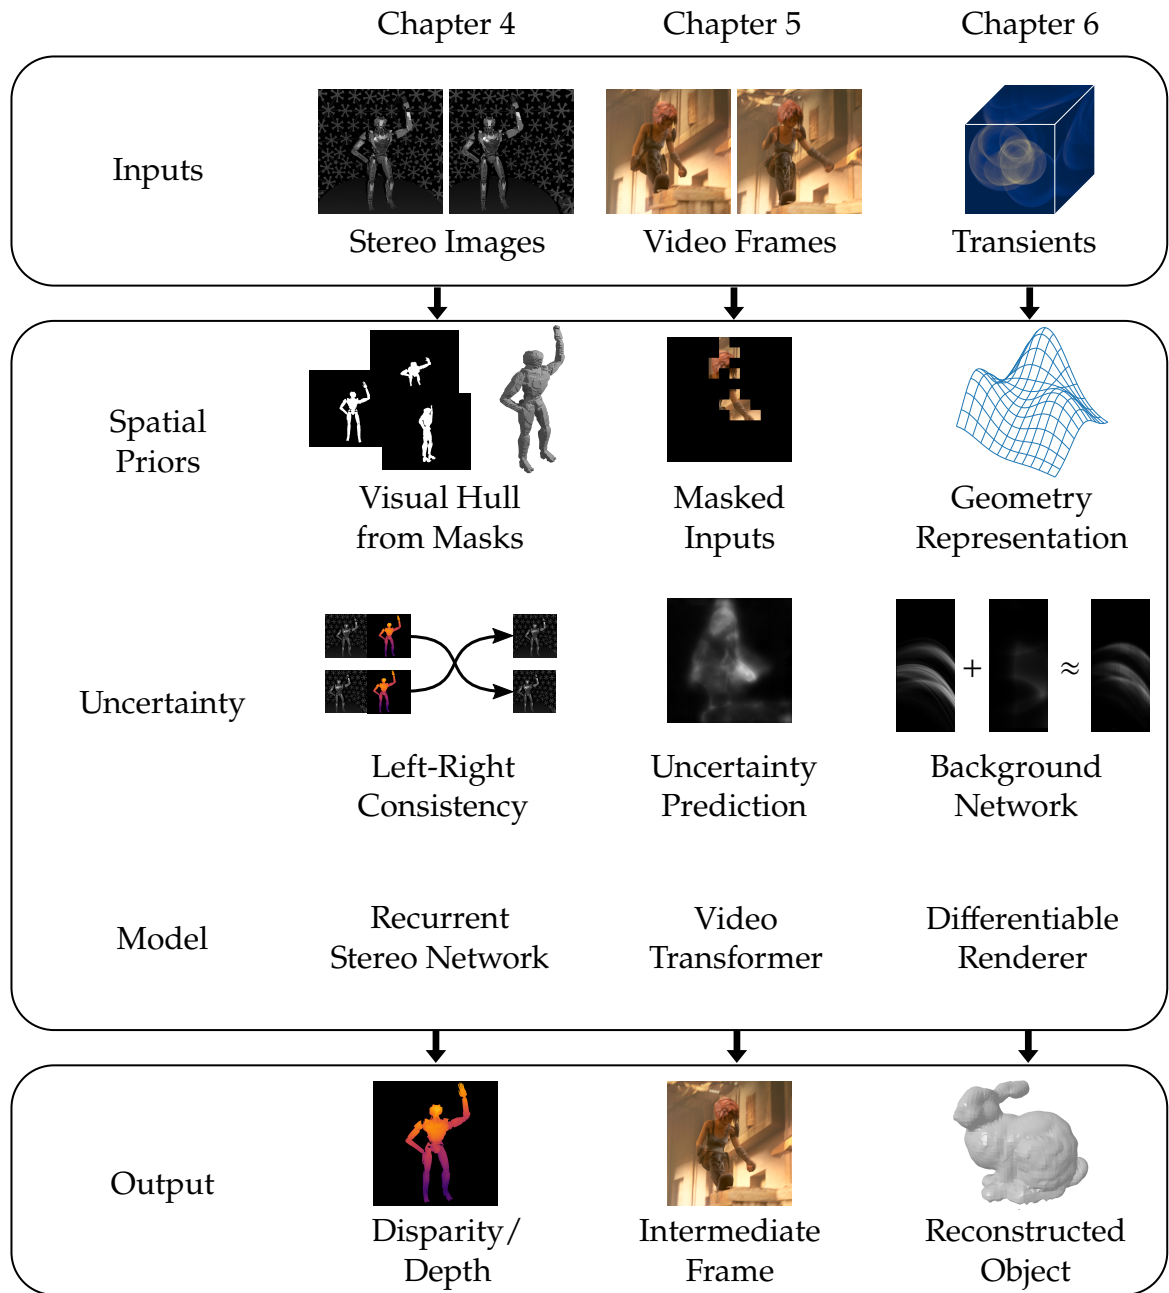 Chapter 4 Chapter 5 Chapter 6
Inputs
Stereo Images Video Frames Transients
Spatial
Priors
Visual Hull
from Masks
Masked
Inputs
Geometry
Representation
Uncertainty
+ ≈
Left-Right
Consistency
Uncertainty
Prediction
Background
Network
Model
Recurrent
Stereo Network
Video
Transformer
Differentiable
Renderer
Output
Disparity/
Depth
Intermediate
Frame
Reconstructed
Object